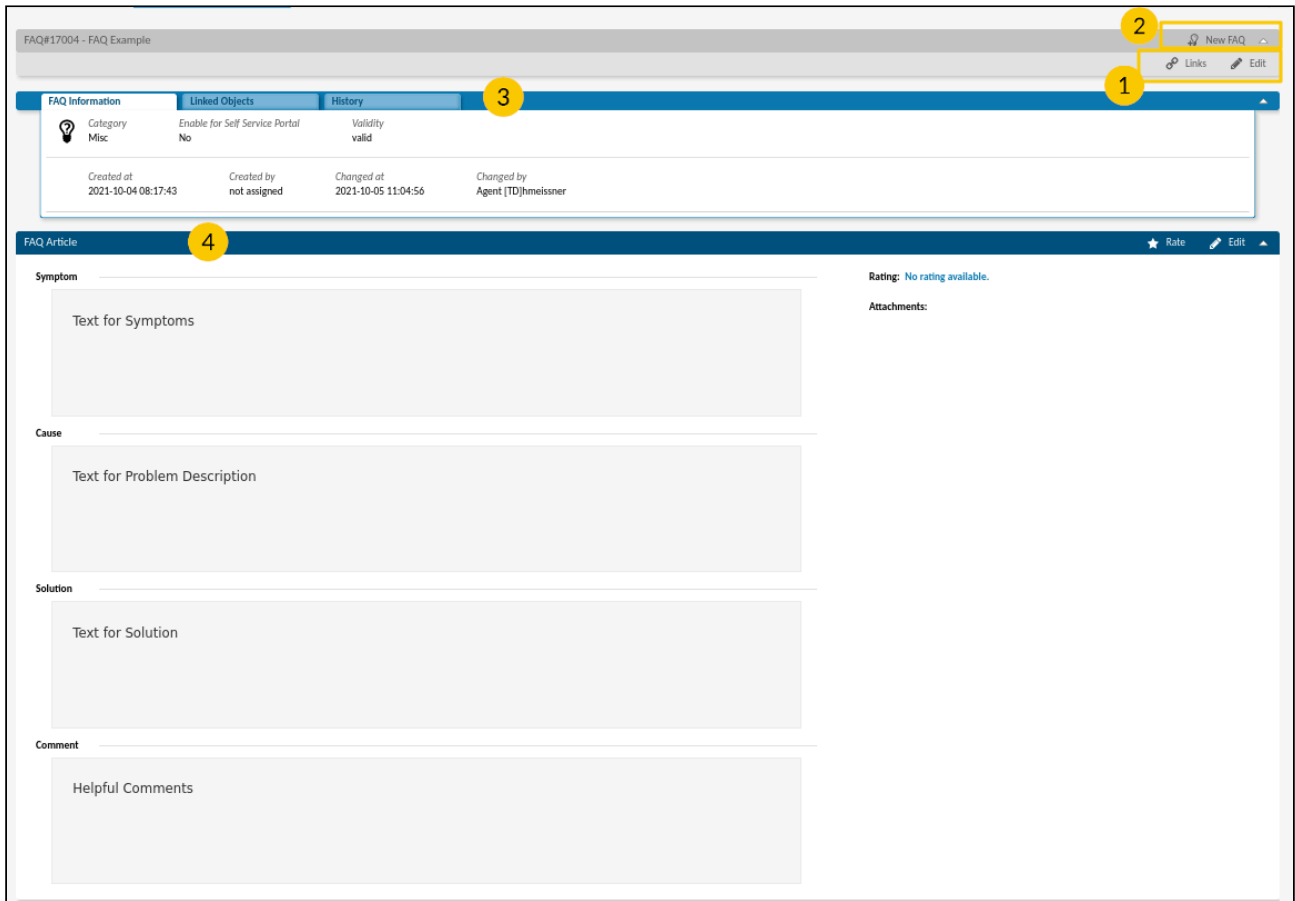 2
FAQ#17004 - FAQ Example New FAQ
Links Edit
1
FAQ Information Linked Objects History 3
Category Enable for Self Service Portal Validity
Misc No valid
Created at Created by Changed at Changed by
2021-10-04 08:17:43 not assigned 2021-10-05 11:04:56 Agent [TD]hmeissner
FAQ Article 4 Rate Edit
Symptom Rating: No rating available.
Attachments:
Text for Symptoms
Cause
Text for Problem Description
Solution
Text for Solution
Comment
Helpful Comments